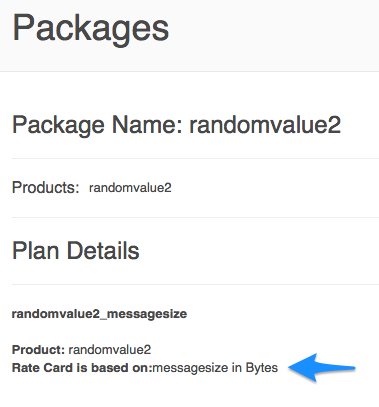 Packages
Package Name: randomvalue2
Products: randomvalue2
Plan Details
randomvalue2_messagesize
Product: randomvalue2
Rate Card is based on:messagesize in Bytes